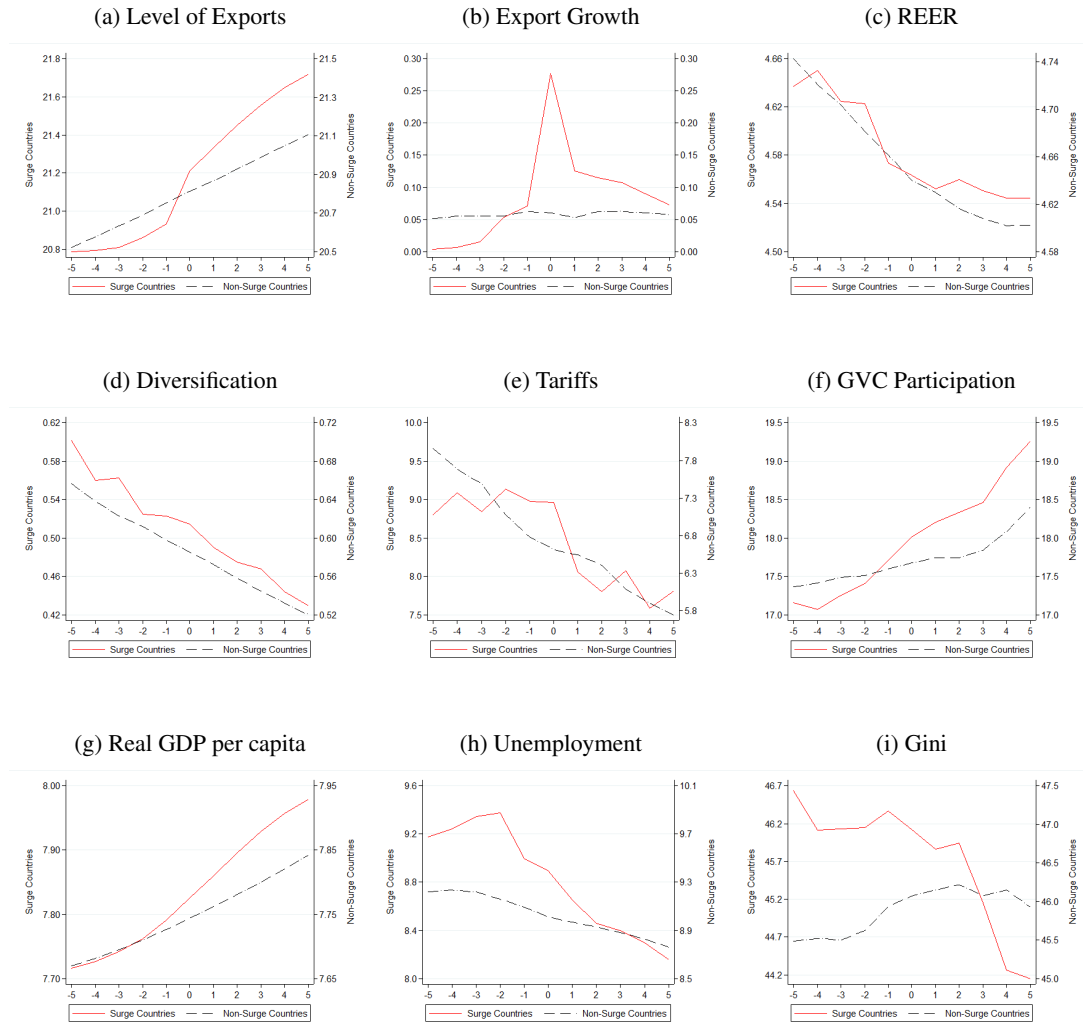 (a) Level of Exports
(b) Export Growth
(c) REER
21.8
21.6
21.4
21.2
21.0
20.8
Surge Countries
21.5
21.3
21.1
20.9
20.7
20.5
Non-Surge Countries
-5 -4 -3 -2 -1 0 1 2 3 4 5
Surge Countries Non-Surge Countries
0.30
0.25
0.20
0.15
0.10
0.05
0.00
Surge Countries
0.30
0.25
0.20
0.15
0.10
0.05
0.00
Non-Surge Countries
-5 -4 -3 -2 -1 0 1 2 3 4 5
Surge Countries Non-Surge Countries
4.66
4.62
4.58
4.54
4.50
Surge Countries
4.74
4.70
4.66
4.62
4.58
Non-Surge Countries
-5 -4 -3 -2 -1 0 1 2 3 4 5
Surge Countries Non-Surge Countries
(d) Diversification
(e) Tariffs
(f) GVC Participation
0.62
0.58
0.54
0.50
0.46
0.42
Surge Countries
0.72
0.68
0.64
0.60
0.56
0.52
Non-Surge Countries
-5 -4 -3 -2 -1 0 1 2 3 4 5
Surge Countries Non-Surge Countries
10.0
9.5
9.0
8.5
8.0
7.5
Surge Countries
8.3
7.8
7.3
6.8
6.3
5.8
Non-Surge Countries
-5 -4 -3 -2 -1 0 1 2 3 4 5
Surge Countries Non-Surge Countries
19.5
19.0
18.5
18.0
17.5
17.0
Surge Countries
19.5
19.0
18.5
18.0
17.5
17.0
Non-Surge Countries
-5 -4 -3 -2 -1 0 1 2 3 4 5
Surge Countries Non-Surge Countries
(g) Real GDP per capita
(h) Unemployment
(i) Gini
8.00
7.90
7.80
7.70
Surge Countries
7.95
7.85
7.75
7.65
Non-Surge Countries
-5 -4 -3 -2 -1 0 1 2 3 4 5
Surge Countries Non-Surge Countries
9.6
9.2
8.8
8.4
8.0
Surge Countries
10.1
9.7
9.3
8.9
8.5
Non-Surge Countries
-5 -4 -3 -2 -1 0 1 2 3 4 5
Surge Countries Non-Surge Countries
46.7
46.2
45.7
45.2
44.7
44.2
Surge Countries
47.5
47.0
46.5
46.0
45.5
45.0
Non-Surge Countries
-5 -4 -3 -2 -1 0 1 2 3 4 5
Surge Countries Non-Surge Countries